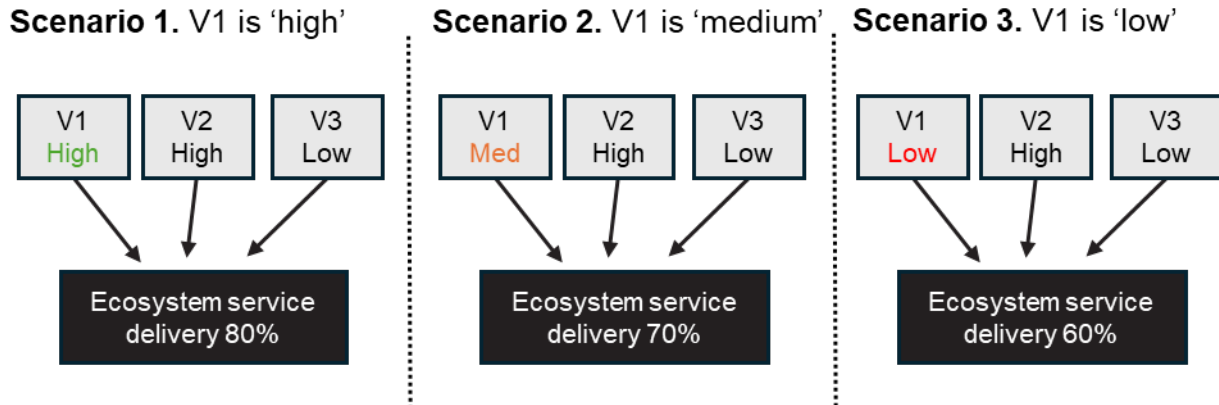 Scenario 1. V1 is ‘high’
V1
High
V2
High
V3
Low
Ecosystem service
delivery 80%
Scenario 2. V1 is ‘medium’
V1
Med
V2
High
V3
Low
Ecosystem service
delivery 70%
Scenario 3. V1 is ‘low’
V1
Low
V2
High
V3
Low
Ecosystem service
delivery 60%